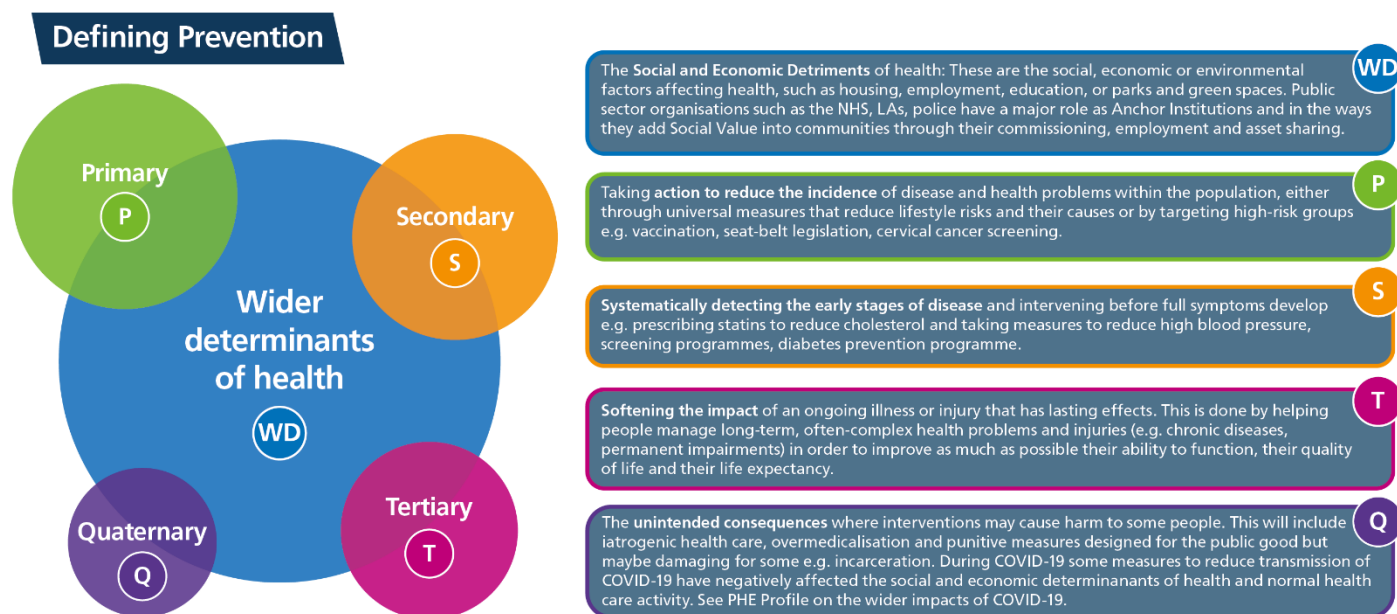 Defining Prevention
Primary
P
Secondary
S
Wider
determinants
of health
WD
Quaternary
Q
Tertiary
T
WD
The Social and Economic Detriments of health: These are the social, economic or environmental
factors affecting health, such as housing, employment, education, or parks and green spaces. Public
sector organisations such as the NHS, LAs, police have a major role as Anchor Institutions and in the ways
they add Social Value into communities through their commissioning, employment and asset sharing.
P
Taking action to reduce the incidence of disease and health problems within the population, either
through universal measures that reduce lifestyle risks and their causes or by targeting high-risk groups
e.g. vaccination, seat-belt legislation, cervical cancer screening.
S
Systematically detecting the early stages of disease and intervening before full symptoms develop
e.g. prescribing statins to reduce cholesterol and taking measures to reduce high blood pressure,
screening programmes, diabetes prevention programme.
T
Softening the impact of an ongoing illness or injury that has lasting effects. This is done by helping
people manage long-term, often-complex health problems and injuries (e.g. chronic diseases,
permanent impairments) in order to improve as much as possible their ability to function, their quality
of life and their life expectancy.
Q
The unintended consequences where interventions may cause harm to some people. This will include
iatrogenic health care, overmedicalisation and punitive measures designed for the public good but
maybe damaging for some e.g. incarceration. During COVID-19 some measures to reduce transmission of
COVID-19 have negatively affected the social and economic determinanants of health and normal health
care activity. See PHE Profile on the wider impacts of COVID-19.